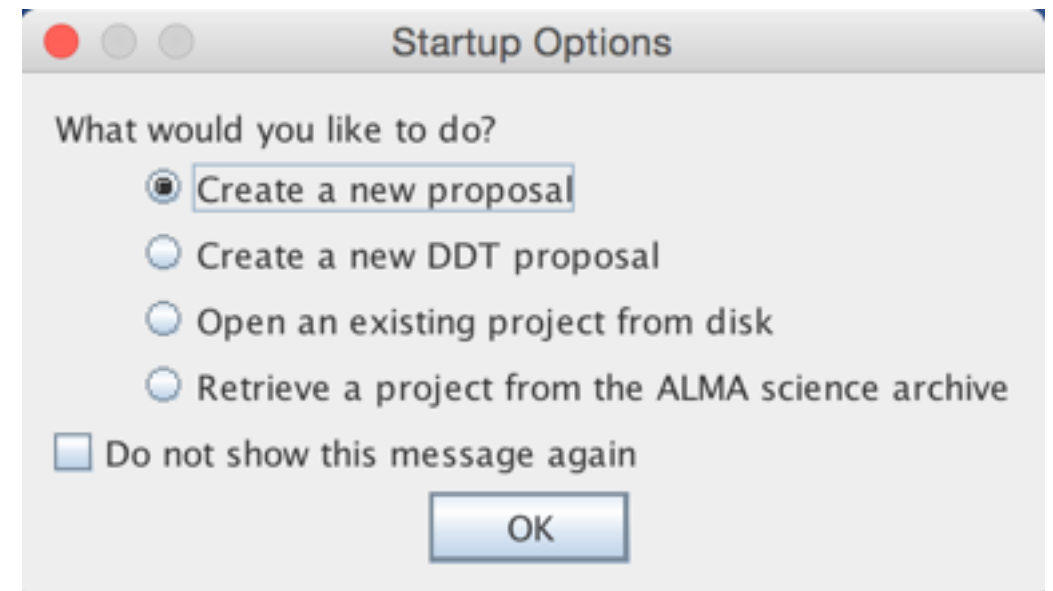 Startup Options
What would you like to do?
Create a new proposal
Create a new DDT proposal
Open an existing project from disk
Retrieve a project from the ALMA science archive
Do not show this message again
OK